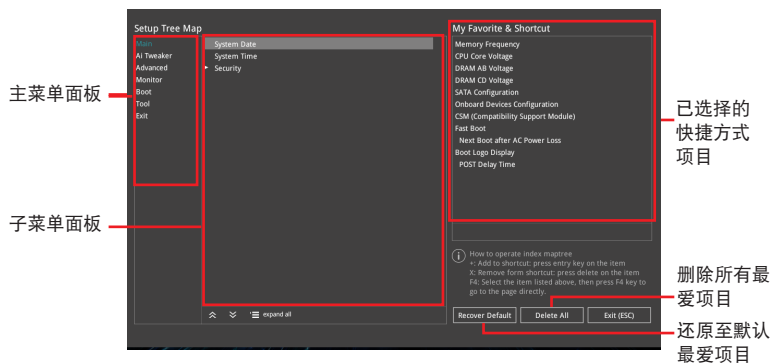 Setup Tree Map
Main
Ai Tweaker
Advanced
Monitor
Boot
Tool
Exit
System Date
System Time
Security
expand all
My Favorite & Shortcut
Memory Frequency
CPU Core Voltage
DRAM AB Voltage
DRAM CD Voltage
SATA Configuration
Onboard Devices Configuration
CSM (Compatibility Support Module)
Fast Boot
Next Boot after AC Power Loss
Boot Logo Display
POST Delay Time
How to operate index maptree
+: Add to shortcut: press entry key on the item
X: Remove form shortcut: press delete on the item
F4: Select the item listed above, then press F4 key to
go to the page directly.
Recover Default
Delete All
Exit (ESC)
主菜单面板
子菜单面板
已选择的
快捷方式
项目
删除所有最
爱项目
还原至默认
最爱项目